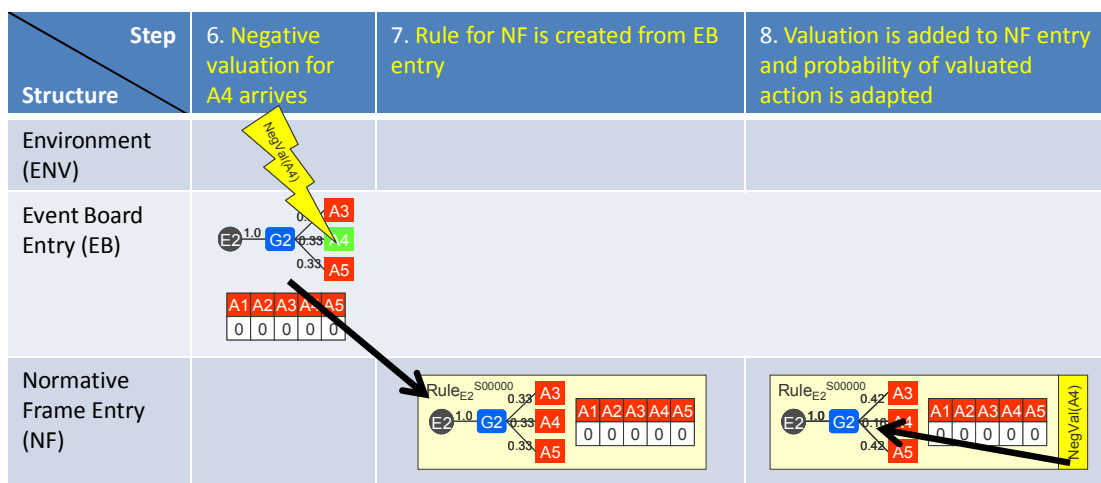 Step
Structure
6. Negative
valuation for
A4 arrives
7. Rule for NF is created from EB
entry
8. Valuation is added to NF entry
and probability of valuated
action is adapted
Environment
(ENV)
NegVal(A4)
Event Board
Entry (EB)
E2 1.0 G2
A3
0.33 A4
0.33 A5
A1 A2 A3 A4 A5
0 0 0 0 0
Normative
Frame Entry
(NF)
RuleE2 S00000
E2 1.0 G2
0.33 A3
0.33 A4
0.33 A5
A1 A2 A3 A4 A5
0 0 0 0 0
RuleE2 S00000
E2 1.0 G2
0.42 A3
A4
0.42 A5
A1 A2 A3 A4 A5
0 0 0 0 0
NegVal(A4)